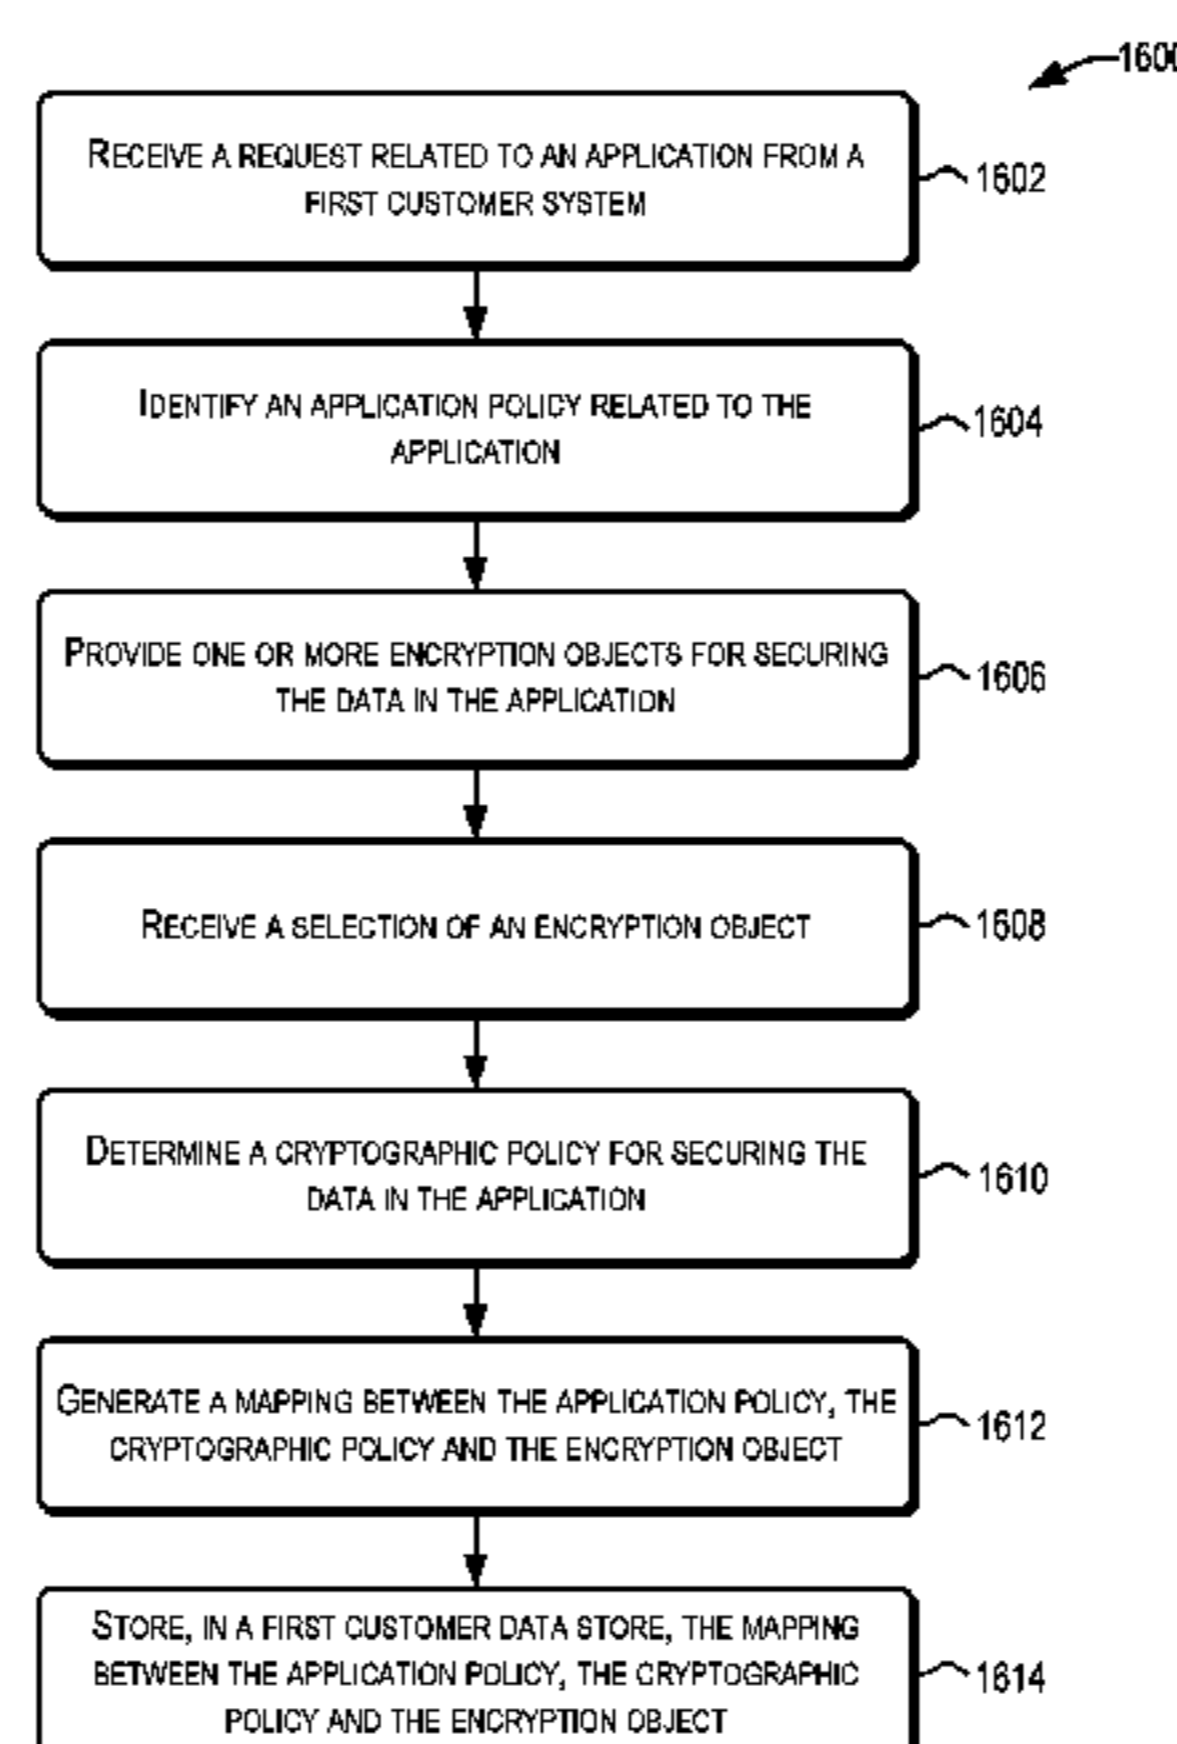 1600
RECEIVE A REQUEST RELATED TO AN APPLICATION FROM A
FIRST CUSTOMER SYSTEM
1602
IDENTIFY AN APPLICATION POLICY RELATED TO THE
APPLICATION
1604
PROVIDE ONE OR MORE ENCRYPTION OBJECTS FOR SECURING
THE DATA IN THE APPLICATION
1606
RECEIVE A SELECTION OF AN ENCRYPTION OBJECT
1608
DETERMINE A CRYPTOGRAPHIC POLICY FOR SECURING THE
DATA IN THE APPLICATION
1610
GENERATE A MAPPING BETWEEN THE APPLICATION POLICY, THE
CRYPTOGRAPHIC POLICY AND THE ENCRYPTION OBJECT
1612
STORE, IN A FIRST CUSTOMER DATA STORE, THE MAPPING
BETWEEN THE APPLICATION POLICY, THE CRYPTOGRAPHIC
POLICY AND THE ENCRYPTION OBJECT
1614